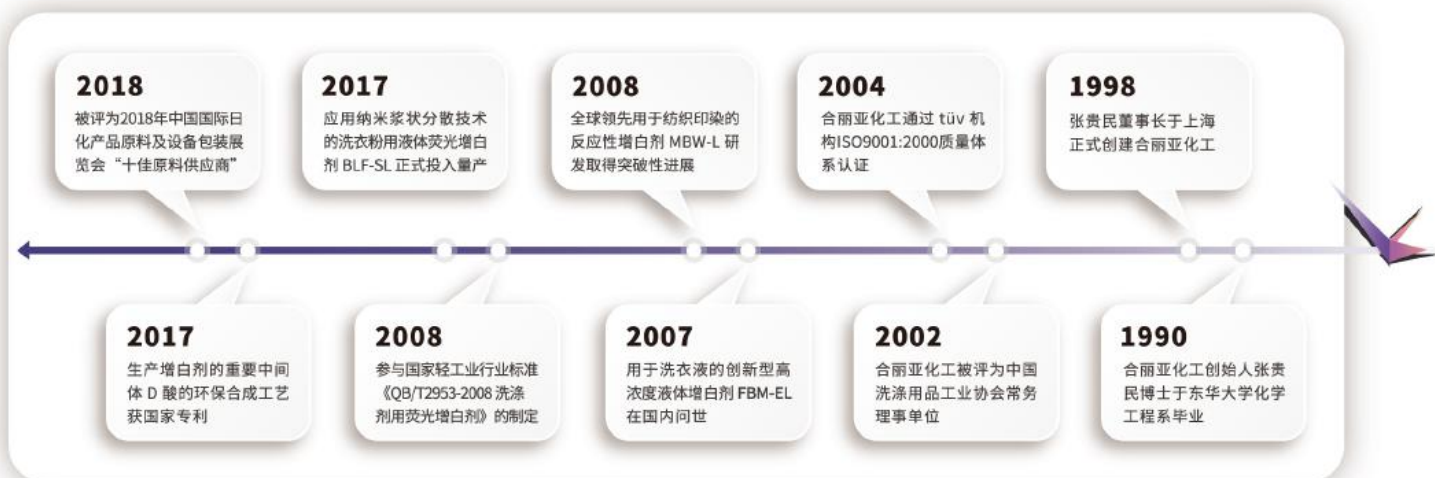 2018
被评为2018年中国国际日
化产品原料及设备包装展
览会“十佳原料供应商”
2017
应用纳米浆状分散技术
的洗衣粉用液体荧光增白
剂 BLF-SL 正式投入量产
2008
全球领先用于纺织印染的
反应性增白剂 MBW-L 研
发取得突破性进展
2004
合丽亚化工通过 tüv 机
构ISO9001:2000质量体
系认证
1998
张贵民董事长于上海
正式创建合丽亚化工
2017
生产增白剂的重要中间
体 D 酸的环保合成工艺
获国家专利
2008
参与国家轻工业行业标准
《QB/T2953-2008 洗涤
剂用荧光增白剂》的制定
2007
用于洗衣液的创新型高
浓度液体增白剂 FBM-EL
在国内问世
2002
合丽亚化工被评为中国
洗涤用品工业协会常务
理事单位
1990
合丽亚化工创始人张贵
民博士于东华大学化学
工程系毕业